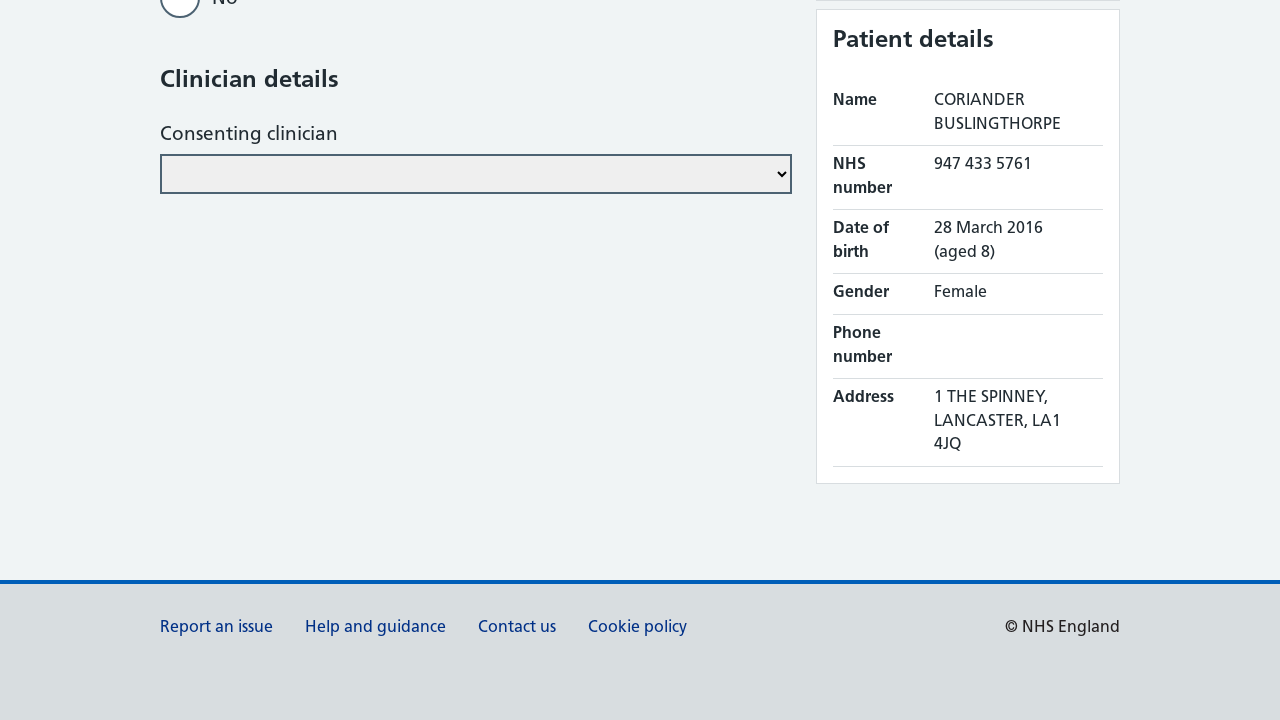 No
Clinician details
Consenting clinician
Patient details
Name CORIANDER
BUSLINGTHORPE
NHS 947 433 5761
number
Date of 28 March 2016
birth (aged 8)
Gender Female
Phone
number
Address 1 THE SPINNEY,
LANCASTER, LA1
4JQ
Report an issue Help and guidance Contact us Cookie policy © NHS England